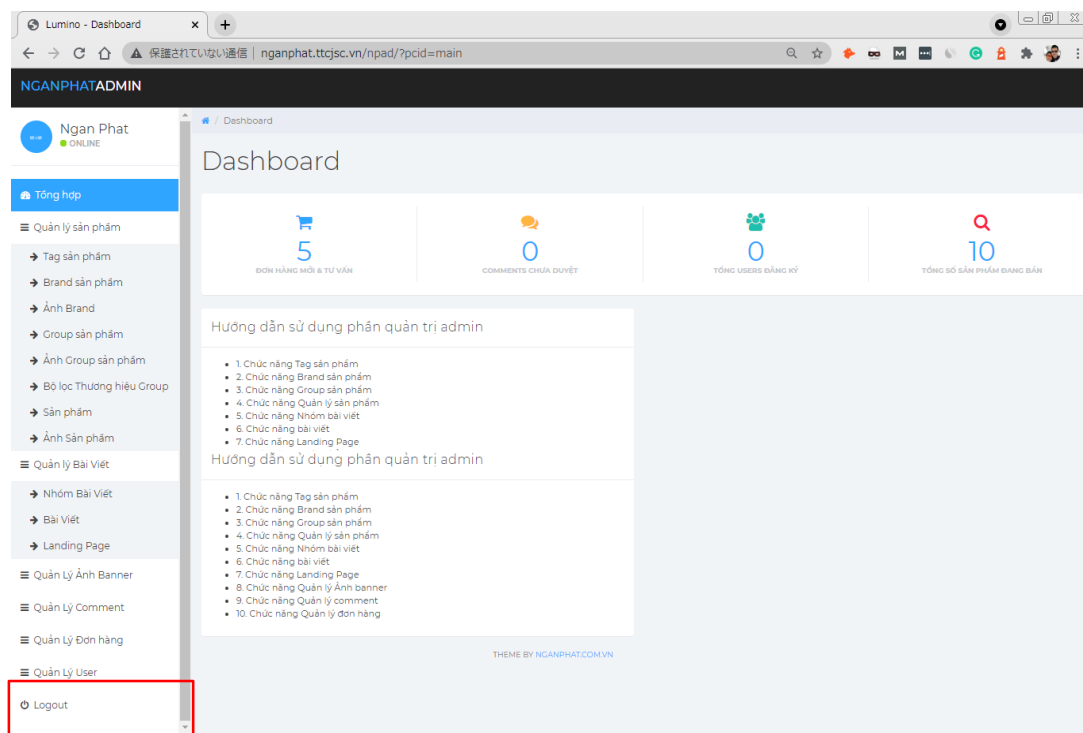 Lumino - Dashboard
保護されていない通信 | nganphat.ttcjsc.vn/npad/?pcid=main
NGANPHATADMIN
Ngan Phat
ONLINE
Tổng hợp
Quản lý sản phẩm
Tag sản phẩm
Brand sản phẩm
Ảnh Brand
Group sản phẩm
Ảnh Group sản phẩm
Bộ lọc Thương hiệu Group
Sản phẩm
Ảnh Sản phẩm
Quản lý Bài Viết
Nhóm Bài Viết
Bài Viết
Landing Page
Quản Lý Ảnh Banner
Quản Lý Comment
Quản Lý Đơn hàng
Quản Lý User
Logout
/ Dashboard
Dashboard
5
ĐƠN HÀNG MỚI & TƯ VẤN
0
COMMENTS CHƯA DUYỆT
0
TỔNG USERS ĐĂNG KÝ
10
TỔNG SỐ SẢN PHẨM ĐANG BÁN
Hướng dẫn sử dụng phần quản trị admin
1. Chức năng Tag sản phẩm
2. Chức năng Brand sản phẩm
3. Chức năng Group sản phẩm
4. Chức năng Quản lý sản phẩm
5. Chức năng Nhóm bài viết
6. Chức năng bài viết
7. Chức năng Landing Page
Hướng dẫn sử dụng phần quản trị admin
1. Chức năng Tag sản phẩm
2. Chức năng Brand sản phẩm
3. Chức năng Group sản phẩm
4. Chức năng Quản lý sản phẩm
5. Chức năng Nhóm bài viết
6. Chức năng bài viết
7. Chức năng Landing Page
8. Chức năng Quản lý Ảnh banner
9. Chức năng Quản lý comment
10. Chức năng Quản lý đơn hàng
THEME BY NGANPHAT.COM.VN